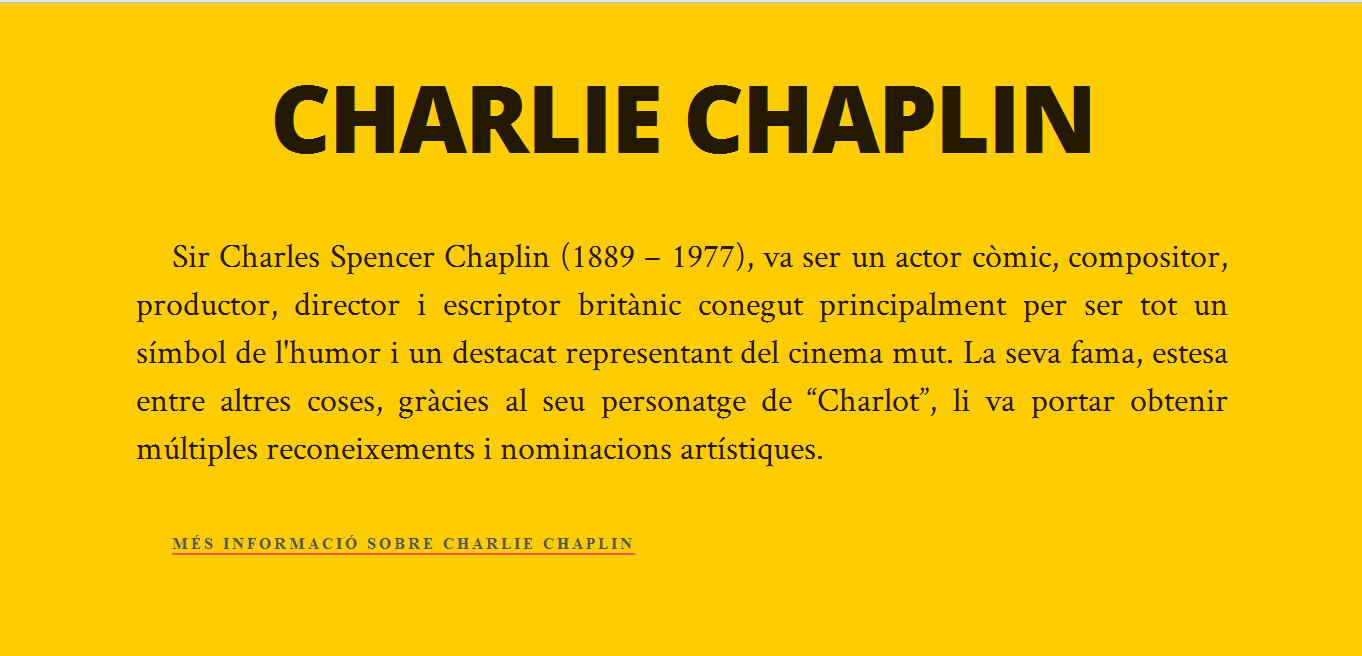 CHARLIE CHAPLIN
Sir Charles Spencer Chaplin (1889 – 1977), va ser un actor còmic, compositor,
productor, director i escriptor britànic conegut principalment per ser tot un
símbol de l'humor i un destacat representant del cinema mut. La seva fama, estesa
entre altres coses, gràcies al seu personatge de “Charlot”, li va portar obtenir
múltiples reconeixements i nominacions artístiques.
MÉS INFORMACIÓ SOBRE CHARLIE CHAPLIN